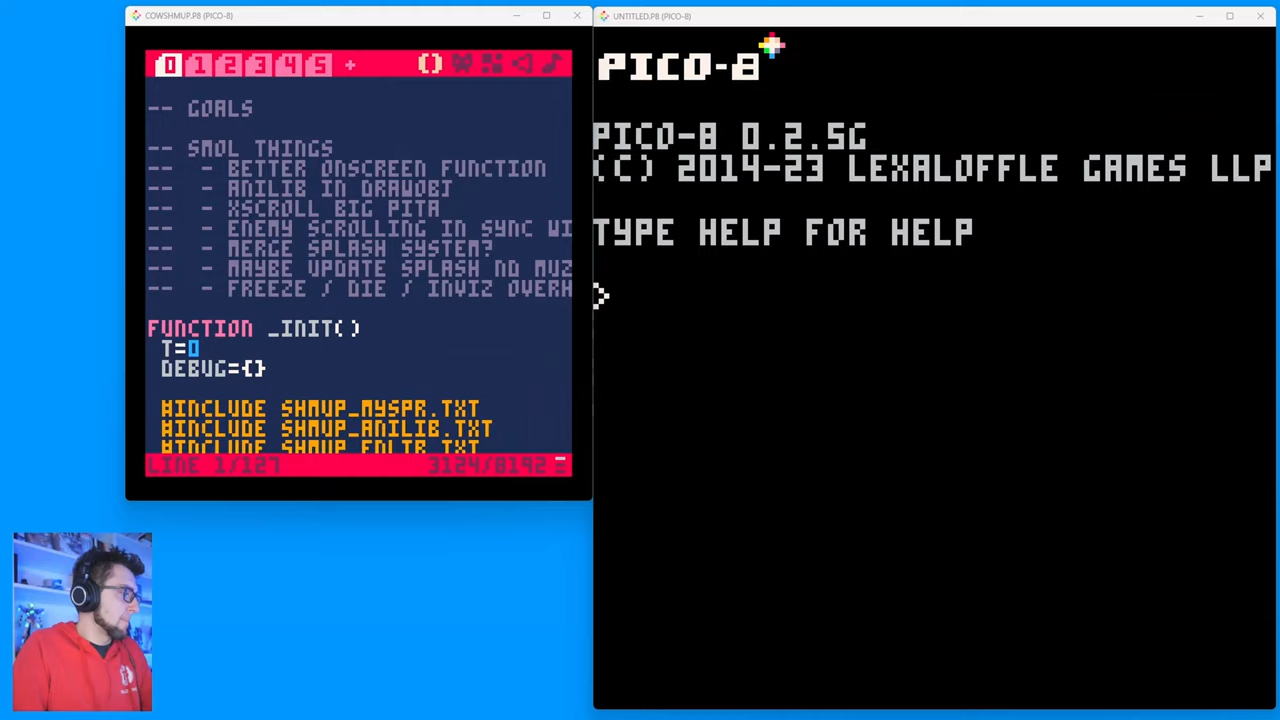 COWSHMUP.P8 (PICO-8)
0 1 2 3 4 5 +
-- GOALS
-- SMOL THINGS
-- - BETTER ONSCREEN FUNCTION
-- - ANILIB IN DRAWOBJ
-- - XSCROLL BIG PITA
-- - ENEMY SCROLLING IN SYNC WI
-- - MERGE SPLASH SYSTEM?
-- - MAYBE UPDATE SPLASH NO MUZ
-- - FREEZE / DIE / INVIZ OVERH
FUNCTION _INIT()
T=0
DEBUG={}
#INCLUDE SHMUP_MYSPR.TXT
#INCLUDE SHMUP_ANILIB.TXT
#INCLUDE SHMUP_ENLTR.TXT
LINE 1/127 3124/8192
UNTITLED.P8 (PICO-8)
PICO-8
PICO-8 0.2.5G
(C) 2014-23 LEXALOFFLE GAMES LLP
TYPE HELP FOR HELP
>